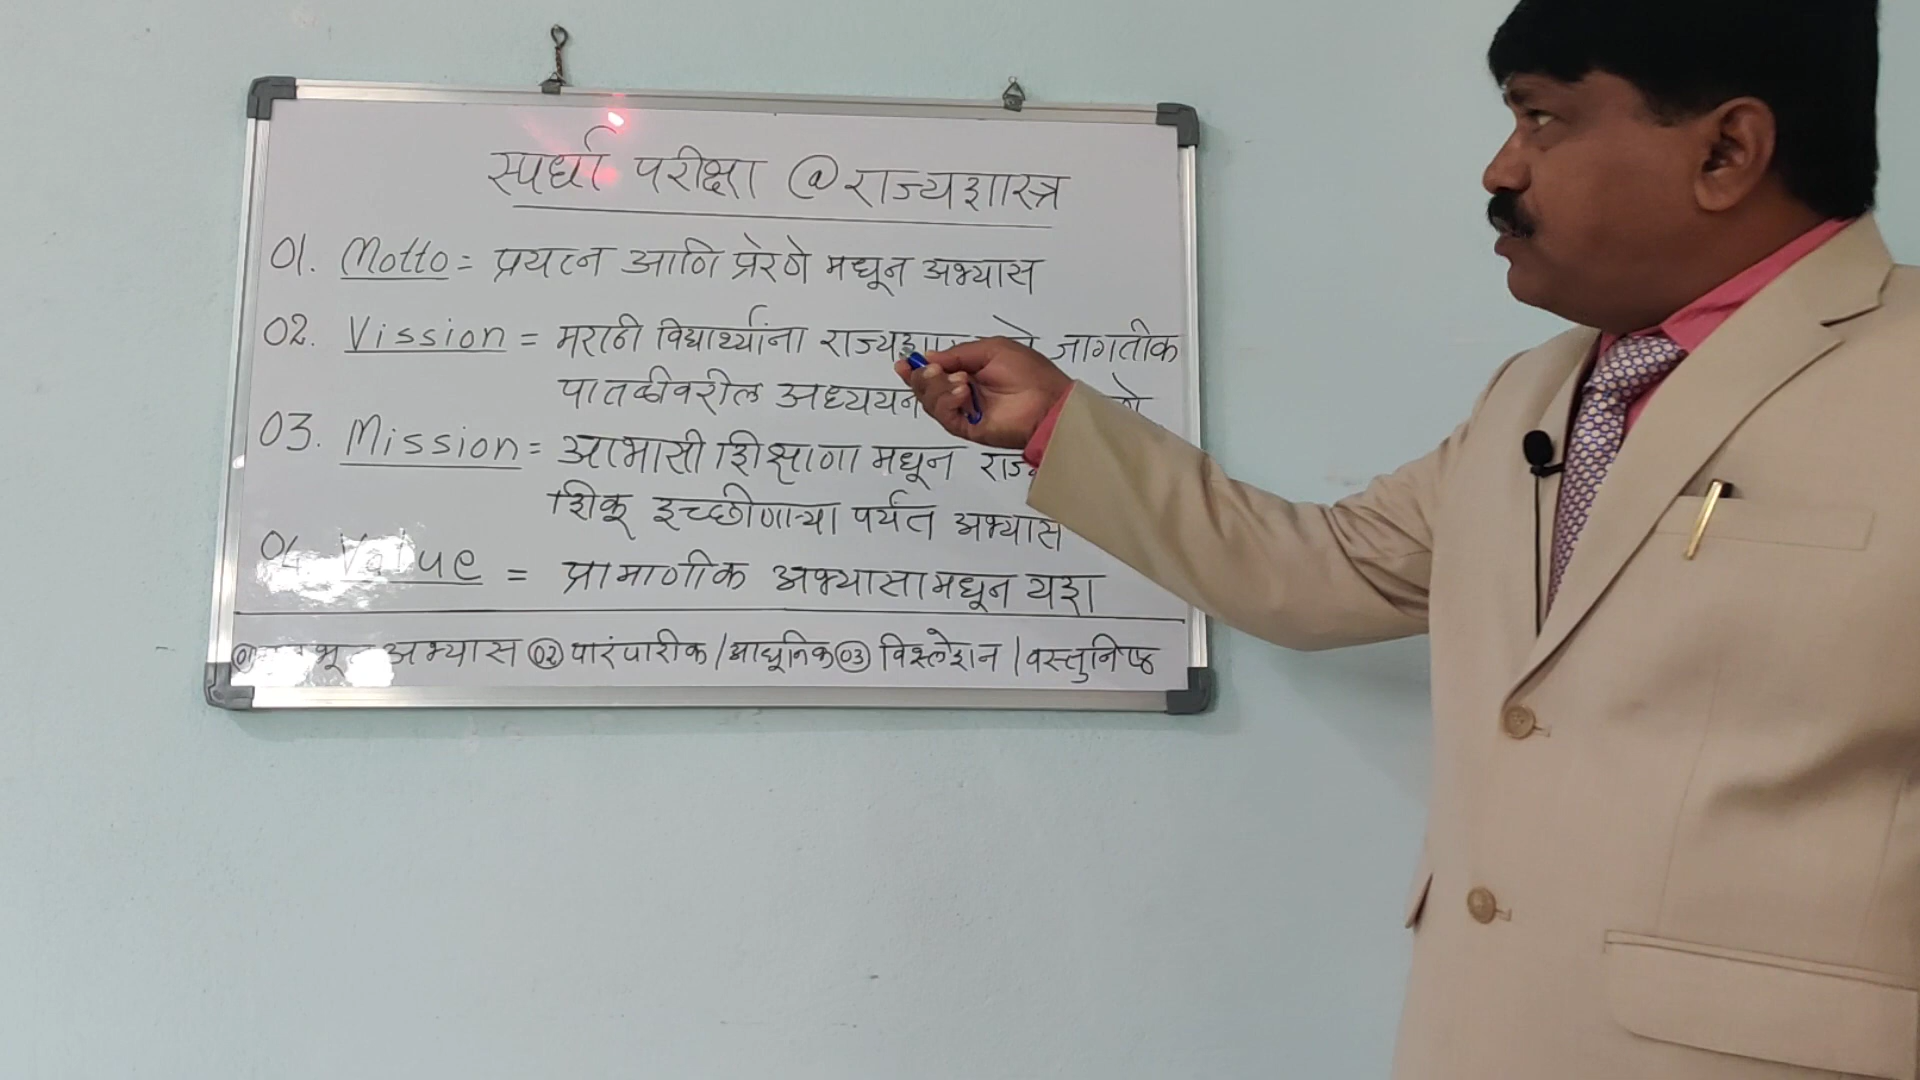 स्पर्धा परीक्षा @ राज्यशास्त्र
01. Motto = प्रयत्न आणि प्रेरणे मधून अभ्यास
02. Vission = मराठी विद्यार्थ्यांना जागतीक
पातळीवरील अध्ययन
03. Mission = आभासी शिक्षाणा मधून
शिकू इच्छीणाऱ्या पर्यंत अभ्यास
04. Value = प्रामाणीक अभ्यासामधून यश
01 अभ्यास 02 पारंपारीक / आधूनिक 03 विश्लेशन / वस्तुनिष्ठ